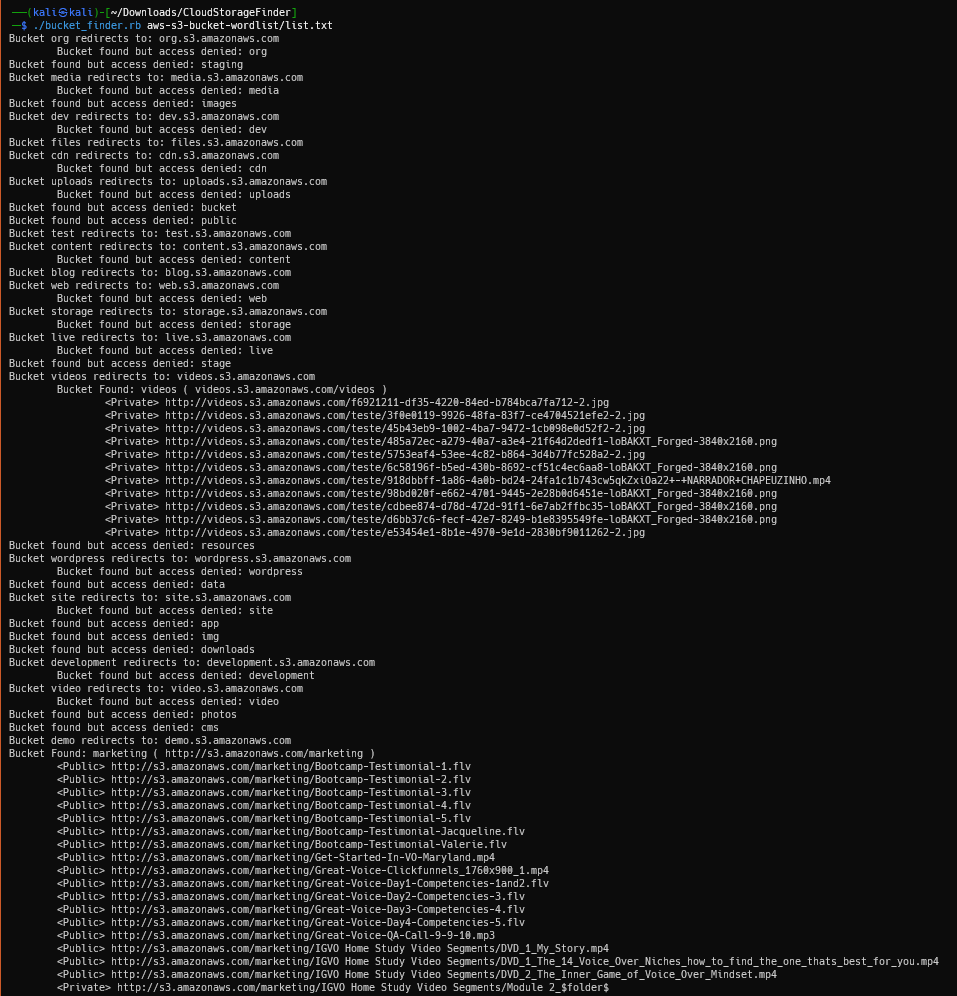 ──(kali㉿kali)-[~/Downloads/CloudStorageFinder]
─$ ./bucket_finder.rb aws-s3-bucket-wordlist/list.txt
Bucket org redirects to: org.s3.amazonaws.com
Bucket found but access denied: org
Bucket found but access denied: staging
Bucket media redirects to: media.s3.amazonaws.com
Bucket found but access denied: media
Bucket found but access denied: images
Bucket dev redirects to: dev.s3.amazonaws.com
Bucket found but access denied: dev
Bucket files redirects to: files.s3.amazonaws.com
Bucket cdn redirects to: cdn.s3.amazonaws.com
Bucket found but access denied: cdn
Bucket uploads redirects to: uploads.s3.amazonaws.com
Bucket found but access denied: uploads
Bucket found but access denied: bucket
Bucket found but access denied: public
Bucket test redirects to: test.s3.amazonaws.com
Bucket content redirects to: content.s3.amazonaws.com
Bucket found but access denied: content
Bucket blog redirects to: blog.s3.amazonaws.com
Bucket web redirects to: web.s3.amazonaws.com
Bucket found but access denied: web
Bucket storage redirects to: storage.s3.amazonaws.com
Bucket found but access denied: storage
Bucket live redirects to: live.s3.amazonaws.com
Bucket found but access denied: live
Bucket found but access denied: stage
Bucket videos redirects to: videos.s3.amazonaws.com
Bucket Found: videos ( videos.s3.amazonaws.com/videos )
<Private> http://videos.s3.amazonaws.com/f6921211-df35-4220-84ed-b784bca7fa712-2.jpg
<Private> http://videos.s3.amazonaws.com/teste/3f0e0119-9926-48fa-83f7-ce4704521efe2-2.jpg
<Private> http://videos.s3.amazonaws.com/teste/45b43eb9-1002-4ba7-9472-1cb098e0d52f2-2.jpg
<Private> http://videos.s3.amazonaws.com/teste/485a72ec-a279-40a7-a3e4-21f64d2dedf1-loBAKXT_Forged-3840x2160.png
<Private> http://videos.s3.amazonaws.com/teste/5753eaf4-53ee-4c82-b864-3d4b77fc528a2-2.jpg
<Private> http://videos.s3.amazonaws.com/teste/6c58196f-b5ed-430b-8692-cf51c4ec6aa8-loBAKXT_Forged-3840x2160.png
<Private> http://videos.s3.amazonaws.com/teste/918dbbff-1a86-4a0b-bd24-24fa1c1b743cw5qkZxiOa22+-+NARRADOR+CHAPEUZINHO.mp4
<Private> http://videos.s3.amazonaws.com/teste/98bd020f-e662-4701-9445-2e28b0d6451e-loBAKXT_Forged-3840x2160.png
<Private> http://videos.s3.amazonaws.com/teste/cdbee874-d78d-472d-91f1-6e7ab2ffbc35-loBAKXT_Forged-3840x2160.png
<Private> http://videos.s3.amazonaws.com/teste/d6bb37c6-fecf-42e7-8249-b1e8395549fe-loBAKXT_Forged-3840x2160.png
<Private> http://videos.s3.amazonaws.com/teste/e53454e1-8b1e-4970-9e1d-2830bf9011262-2.jpg
Bucket found but access denied: resources
Bucket wordpress redirects to: wordpress.s3.amazonaws.com
Bucket found but access denied: wordpress
Bucket found but access denied: data
Bucket site redirects to: site.s3.amazonaws.com
Bucket found but access denied: site
Bucket found but access denied: app
Bucket found but access denied: img
Bucket found but access denied: downloads
Bucket development redirects to: development.s3.amazonaws.com
Bucket found but access denied: development
Bucket video redirects to: video.s3.amazonaws.com
Bucket found but access denied: video
Bucket found but access denied: photos
Bucket found but access denied: cms
Bucket demo redirects to: demo.s3.amazonaws.com
Bucket Found: marketing ( http://s3.amazonaws.com/marketing )
<Public> http://s3.amazonaws.com/marketing/Bootcamp-Testimonial-1.flv
<Public> http://s3.amazonaws.com/marketing/Bootcamp-Testimonial-2.flv
<Public> http://s3.amazonaws.com/marketing/Bootcamp-Testimonial-3.flv
<Public> http://s3.amazonaws.com/marketing/Bootcamp-Testimonial-4.flv
<Public> http://s3.amazonaws.com/marketing/Bootcamp-Testimonial-5.flv
<Public> http://s3.amazonaws.com/marketing/Bootcamp-Testimonial-Jacqueline.flv
<Public> http://s3.amazonaws.com/marketing/Bootcamp-Testimonial-Valerie.flv
<Public> http://s3.amazonaws.com/marketing/Get-Started-In-VO-Maryland.mp4
<Public> http://s3.amazonaws.com/marketing/Great-Voice-Clickfunnels_1760x900_1.mp4
<Public> http://s3.amazonaws.com/marketing/Great-Voice-Day1-Competencies-1and2.flv
<Public> http://s3.amazonaws.com/marketing/Great-Voice-Day2-Competencies-3.flv
<Public> http://s3.amazonaws.com/marketing/Great-Voice-Day3-Competencies-4.flv
<Public> http://s3.amazonaws.com/marketing/Great-Voice-Day4-Competencies-5.flv
<Public> http://s3.amazonaws.com/marketing/Great-Voice-QA-Call-9-9-10.mp3
<Public> http://s3.amazonaws.com/marketing/IGVO Home Study Video Segments/DVD_1_My_Story.mp4
<Public> http://s3.amazonaws.com/marketing/IGVO Home Study Video Segments/DVD_1_The_14_Voice_Over_Niches_how_to_find_the_one_thats_best_for_you.mp4
<Public> http://s3.amazonaws.com/marketing/IGVO Home Study Video Segments/DVD_2_The_Inner_Game_of_Voice_Over_Mindset.mp4
<Private> http://s3.amazonaws.com/marketing/IGVO Home Study Video Segments/Module 2_$folder$